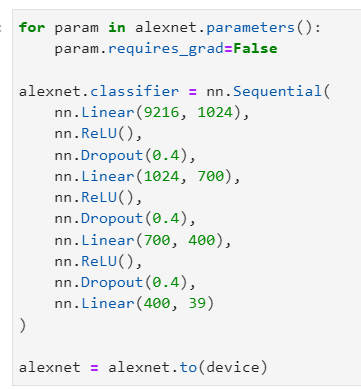 for param in alexnet.parameters():
    param.requires_grad=False

alexnet.classifier = nn.Sequential(
    nn.Linear(9216, 1024),
    nn.ReLU(),
    nn.Dropout(0.4),
    nn.Linear(1024, 700),
    nn.ReLU(),
    nn.Dropout(0.4),
    nn.Linear(700, 400),
    nn.ReLU(),
    nn.Dropout(0.4),
    nn.Linear(400, 39)
)

alexnet = alexnet.to(device)